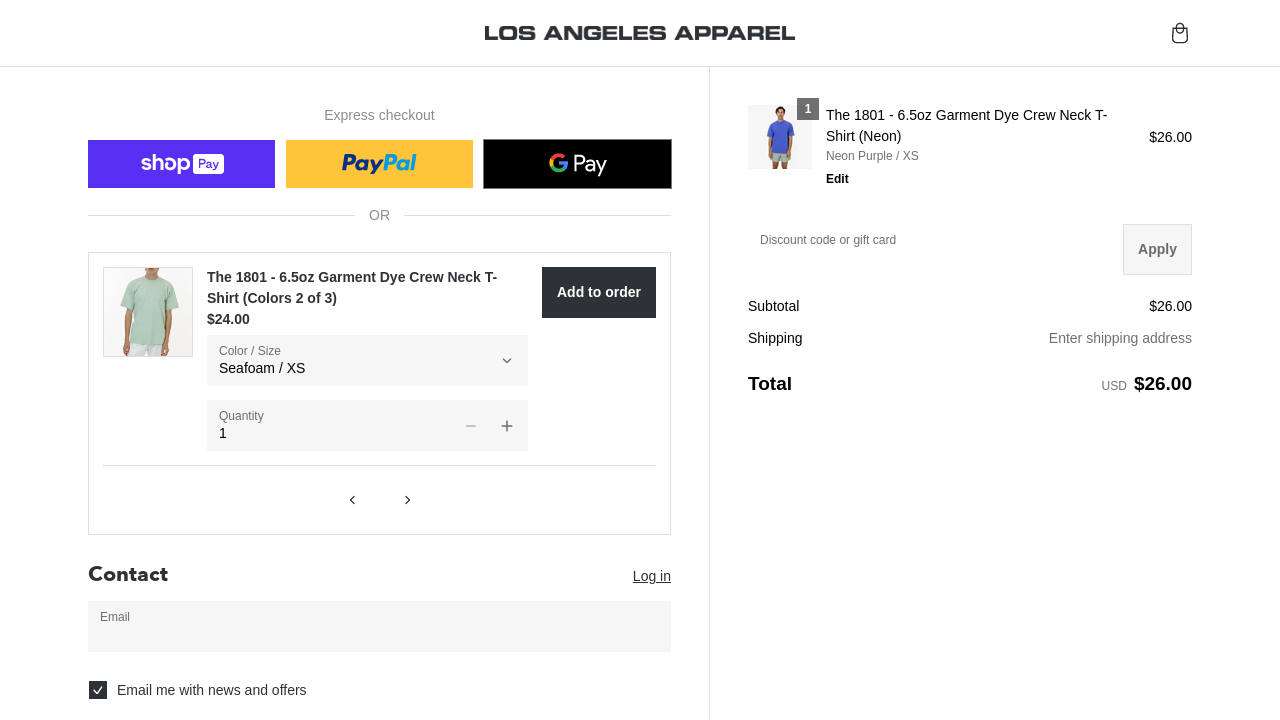 LOS ANGELES APPAREL
Express checkout
shop Pay
PayPal
G Pay
OR
The 1801 - 6.5oz Garment Dye Crew Neck T-
Shirt (Colors 2 of 3)
$24.00
Add to order
Color / Size
Seafoam / XS
Quantity
1
Contact
Log in
Email
Email me with news and offers
1
The 1801 - 6.5oz Garment Dye Crew Neck T-
Shirt (Neon)
Neon Purple / XS
Edit
$26.00
Discount code or gift card
Apply
Subtotal $26.00
Shipping Enter shipping address
Total USD $26.00